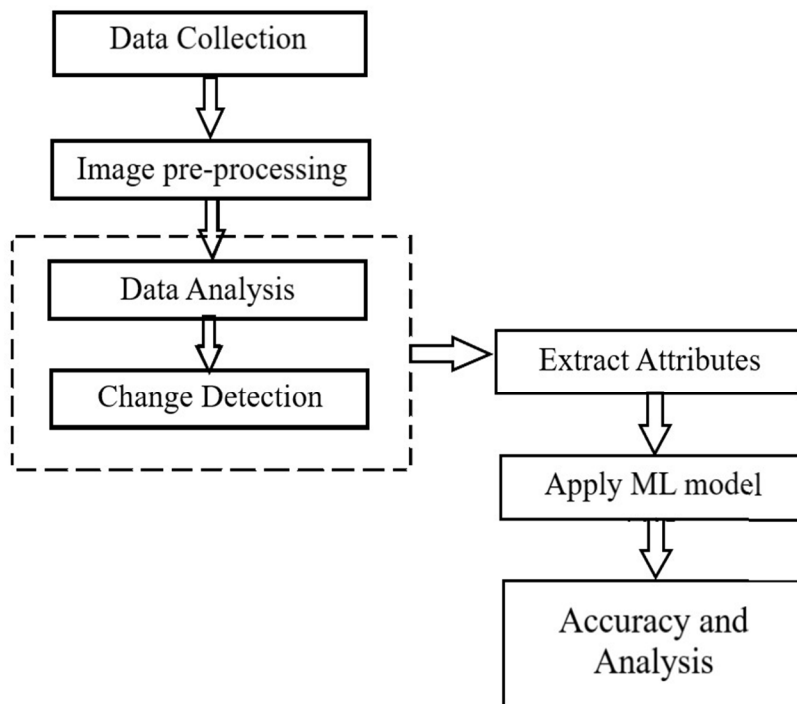 Data Collection
Image pre-processing
Data Analysis
Change Detection
Extract Attributes
Apply ML model
Accuracy and
Analysis